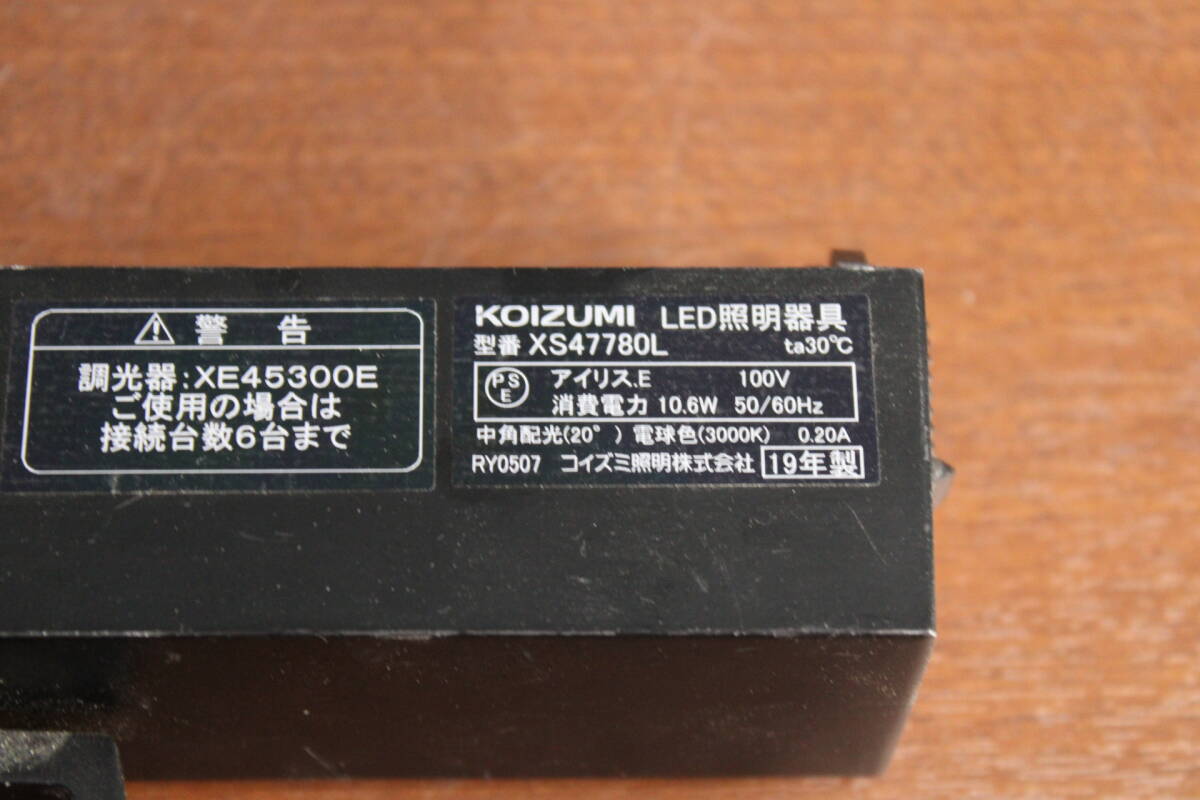 ⚠ 警 告
調光器:XE45300E
ご使用の場合は
接続台数6台まで
KOIZUMI LED照明器具
型番 XS47780L ta30℃
PSE アイリス.E 100V
消費電力 10.6W 50/60Hz
中角配光(20°) 電球色(3000K) 0.20A
RY0507 コイズミ照明株式会社 19年製